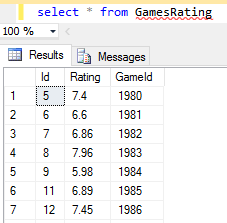 select * from GamesRating
100 %
Results Messages
Id Rating GameId
1 5 7.4 1980
2 6 6.6 1981
3 7 6.86 1982
4 8 7.96 1983
5 9 5.98 1984
6 11 6.89 1985
7 12 7.45 1986